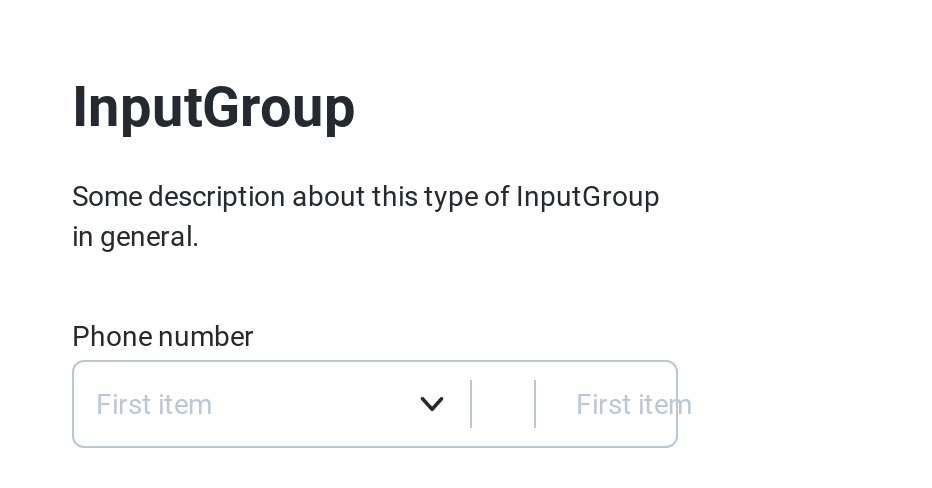 InputGroup
Some description about this type of InputGroup
in general.
Phone number
First item First item